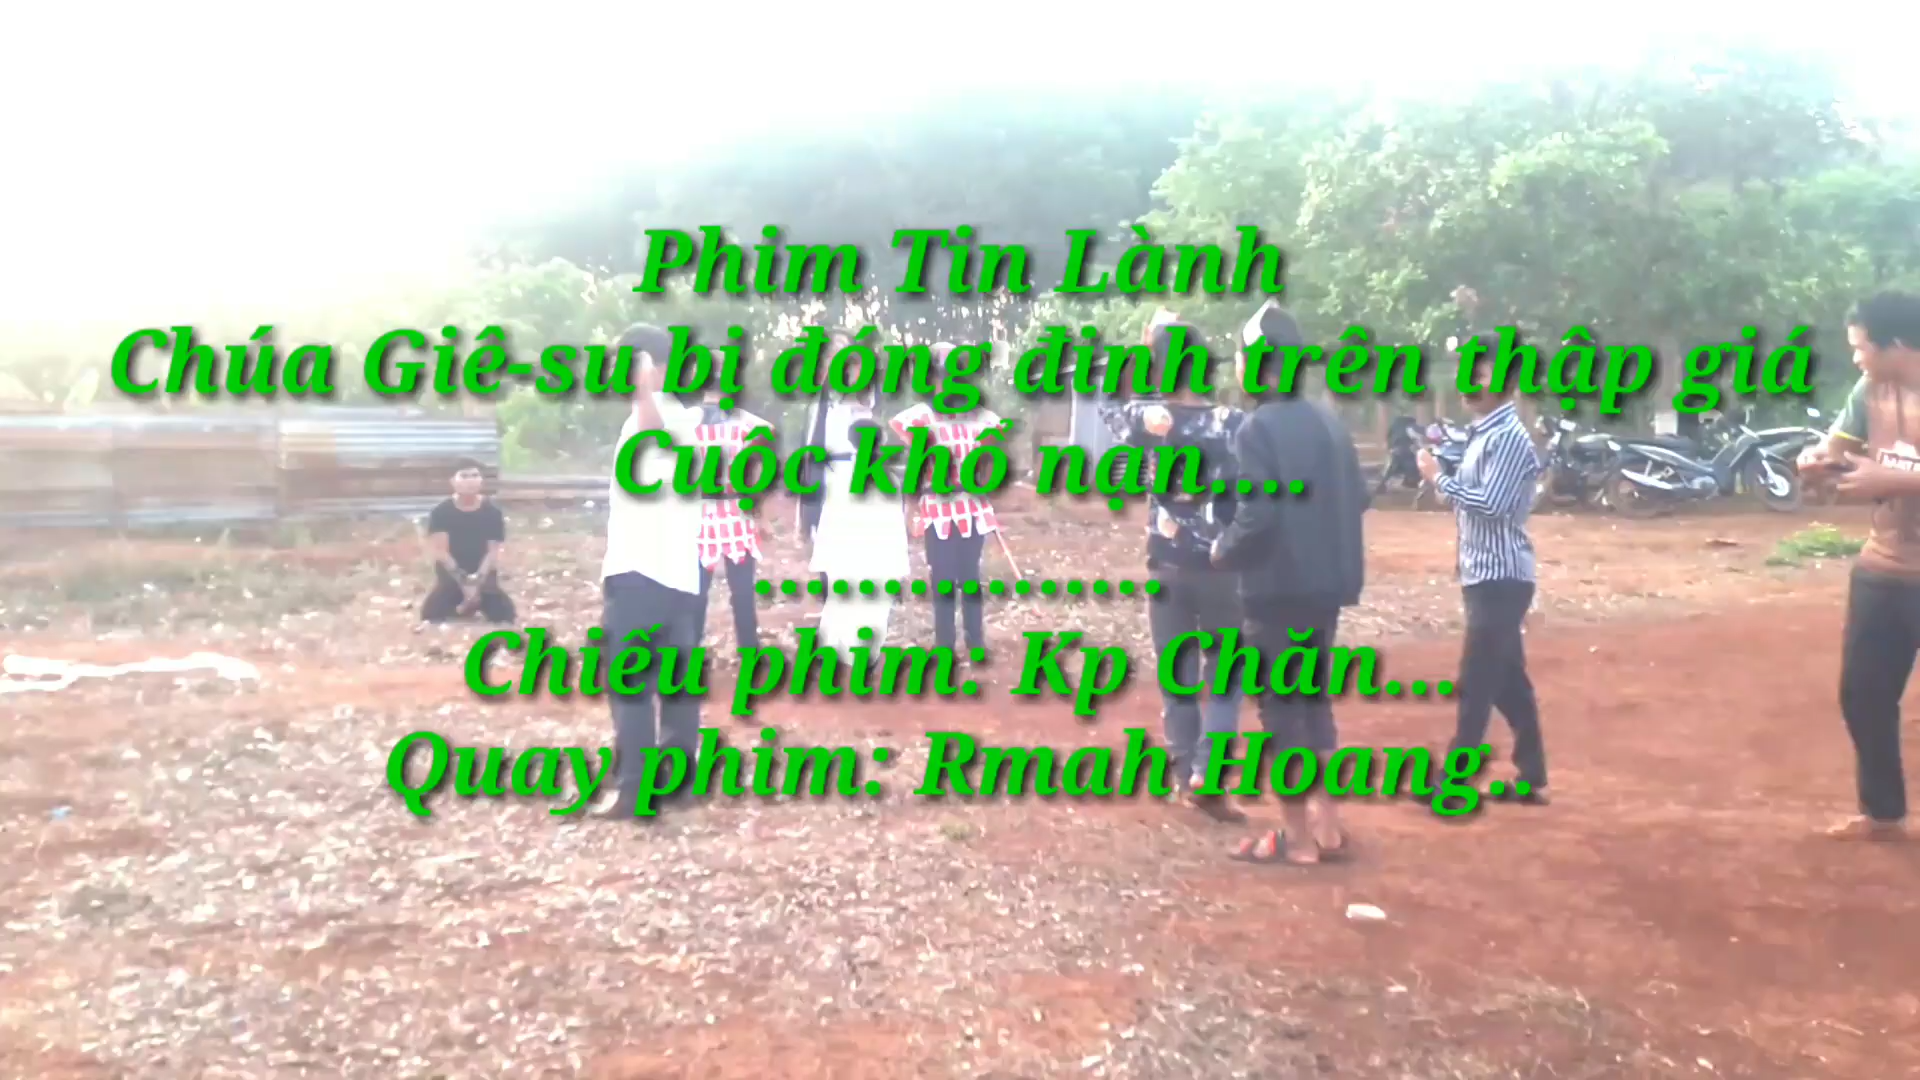 Phim Tin Lành
Chúa Giê-su bị đóng đinh trên thập giá
Cuộc khổ nạn....
................
Chiếu phim: Kp Chăn...
Quay phim: Rmah Hoang..